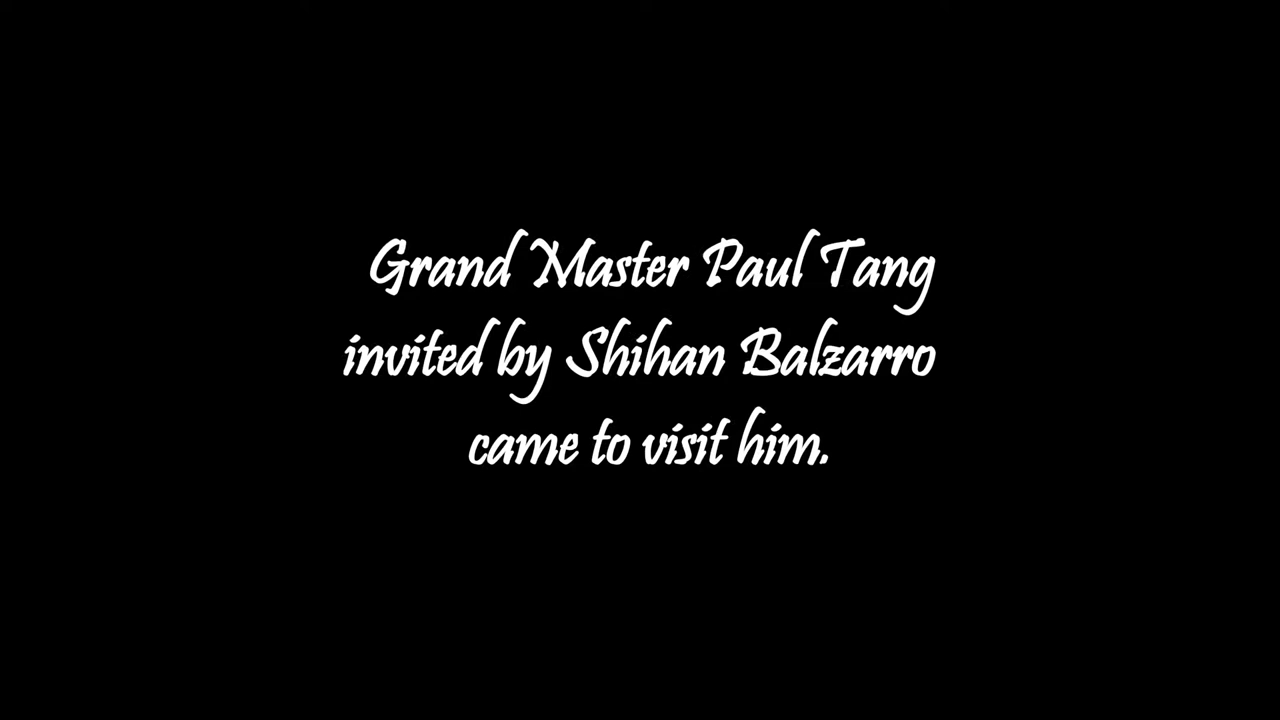 Grand Master Paul Tang
invited by Shihan Balzarro
came to visit him.